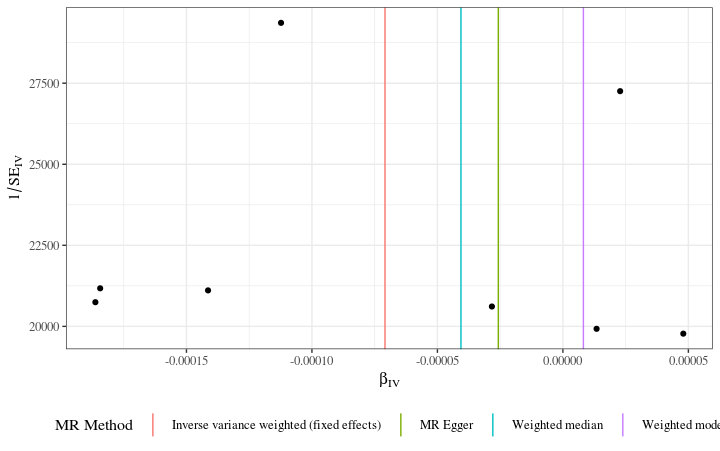 27500
25000
22500
20000
1/SE_IV
-0.00015 -0.00010 -0.00005 0.00000 0.00005
β_IV
MR Method Inverse variance weighted (fixed effects) MR Egger Weighted median Weighted mode